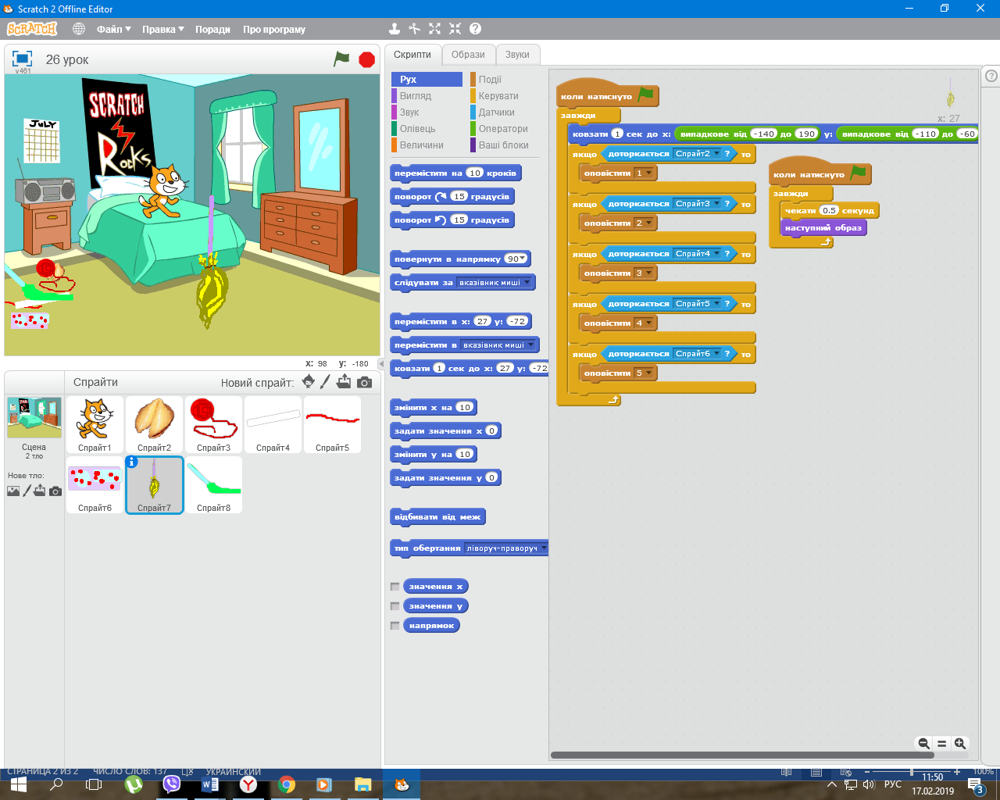 Scratch 2 Offline Editor
SCRATCH
Файл
Правка
Поради
Про програму
26 урок
v461
SCRATCH
Rocks
JULY
x: 98 y: -180
Спрайти
Новий спрайт:
Сцена
2 тло
Нове тло:
Спрайт1
Спрайт2
Спрайт3
Спрайт4
Спрайт5
Спрайт6
Спрайт7
Спрайт8
Скрипти
Образи
Звуки
Рух
Події
Вигляд
Керувати
Звук
Датчики
Олівець
Оператори
Величини
Ваші блоки
перемістити на 10 кроків
поворот 15 градусів
поворот 15 градусів
повернути в напрямку 90
слідувати за вказівник миші
перемістити в x: 27 y: -72
перемістити в вказівник миші
ковзати 1 сек до x: 27 y: -72
змінити x на 10
задати значення x 0
змінити y на 10
задати значення y 0
відбивати від меж
тип обертання ліворуч-праворуч
значення x
значення y
напрямок
коли натиснуто
завжди
ковзати 1 сек до x: випадкове від -140 до 190 y: випадкове від -110 до -60
якщо доторкається Спрайт2 ? то
оповістити 1
якщо доторкається Спрайт3 ? то
оповістити 2
якщо доторкається Спрайт4 ? то
оповістити 3
якщо доторкається Спрайт5 ? то
оповістити 4
якщо доторкається Спрайт6 ? то
оповістити 5
коли натиснуто
завжди
чекати 0.5 секунд
наступний образ
x: 27
СТРАНИЦА 2 ИЗ 2 ЧИСЛО СЛОВ: 137 УКРАИНСКИЙ
100%
РУС
11:50
17.02.2019
3